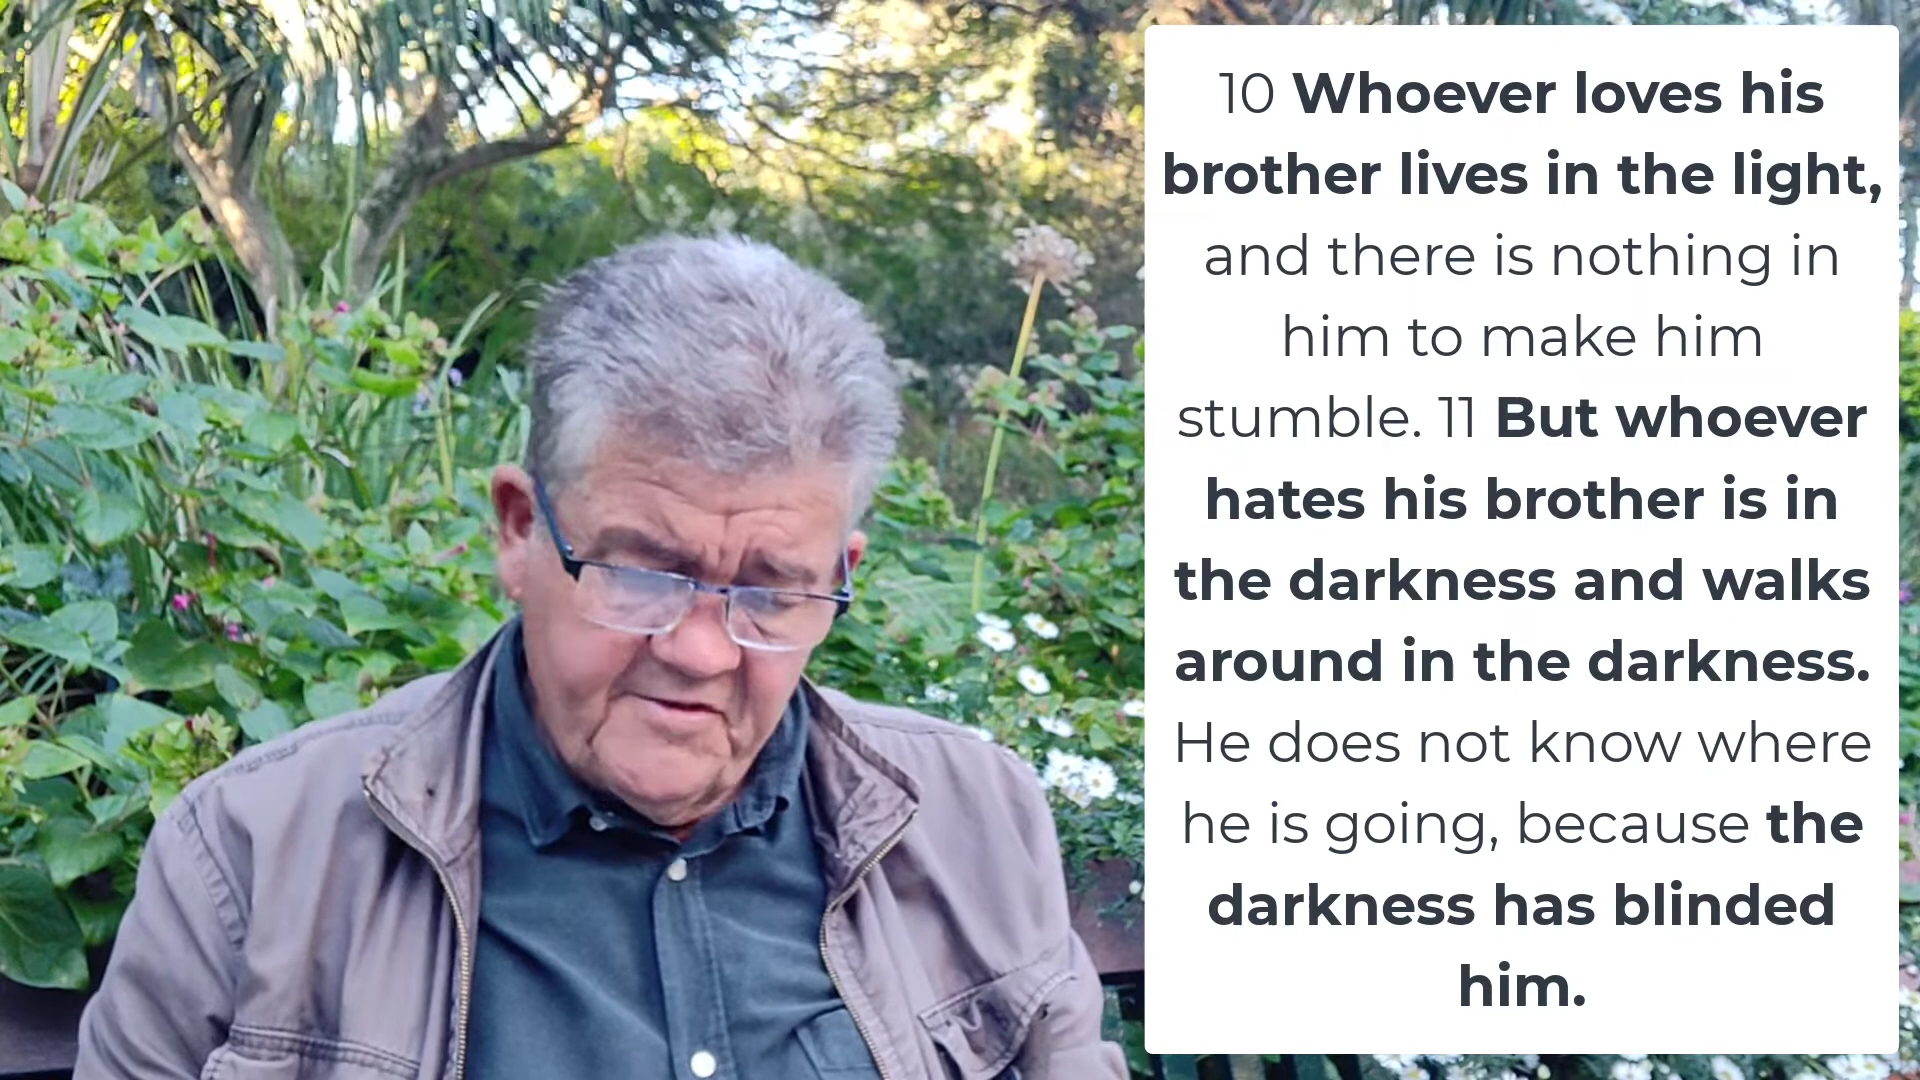 10 Whoever loves his
brother lives in the light,
and there is nothing in
him to make him
stumble. 11 But whoever
hates his brother is in
the darkness and walks
around in the darkness.
He does not know where
he is going, because the
darkness has blinded
him.